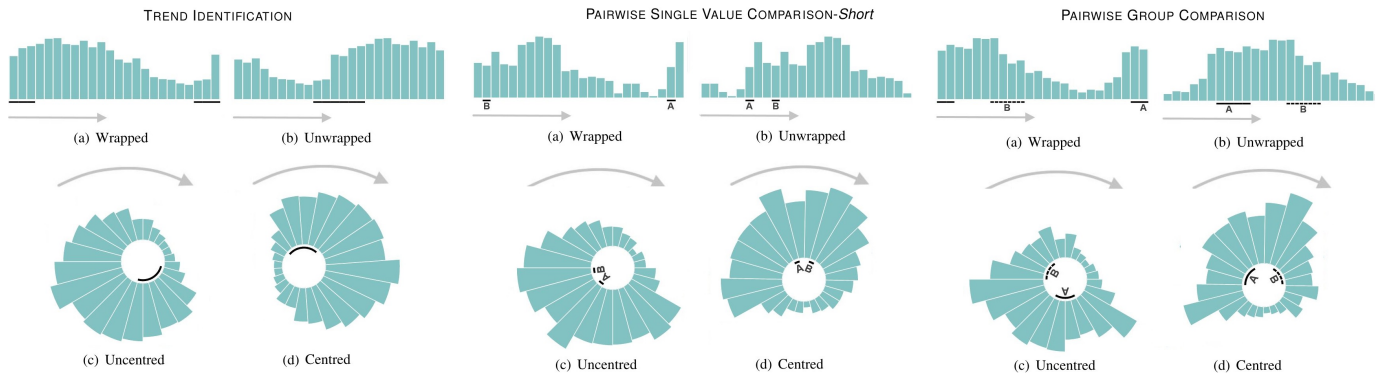 TREND IDENTIFICATION
PAIRWISE SINGLE VALUE COMPARISON-Short
PAIRWISE GROUP COMPARISON
B
A
A
B
B
A
A
B
(a) Wrapped
(b) Unwrapped
(a) Wrapped
(b) Unwrapped
(a) Wrapped
(b) Unwrapped
B
A
A
B
B
A
A
B
(c) Uncentred
(d) Centred
(c) Uncentred
(d) Centred
(c) Uncentred
(d) Centred